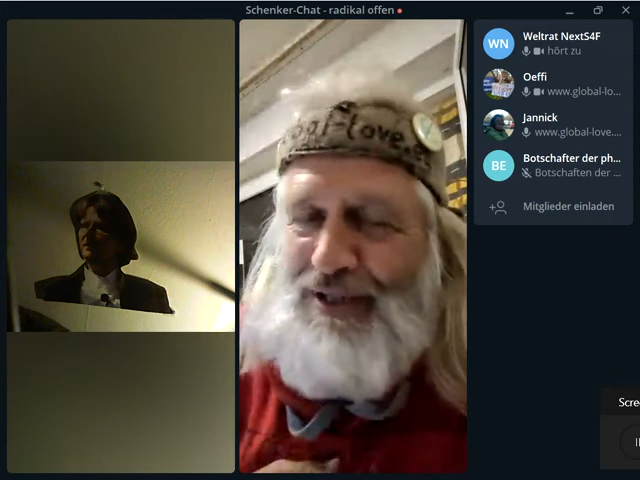 Schenker-Chat - radikal offen
WN
Weltrat NextS4F
hört zu
Oeffi
www.global-lo...
Jannick
www.global-love....
BE
Botschafter der ph...
Botschaften der ...
Mitglieder einladen
love.
Scre